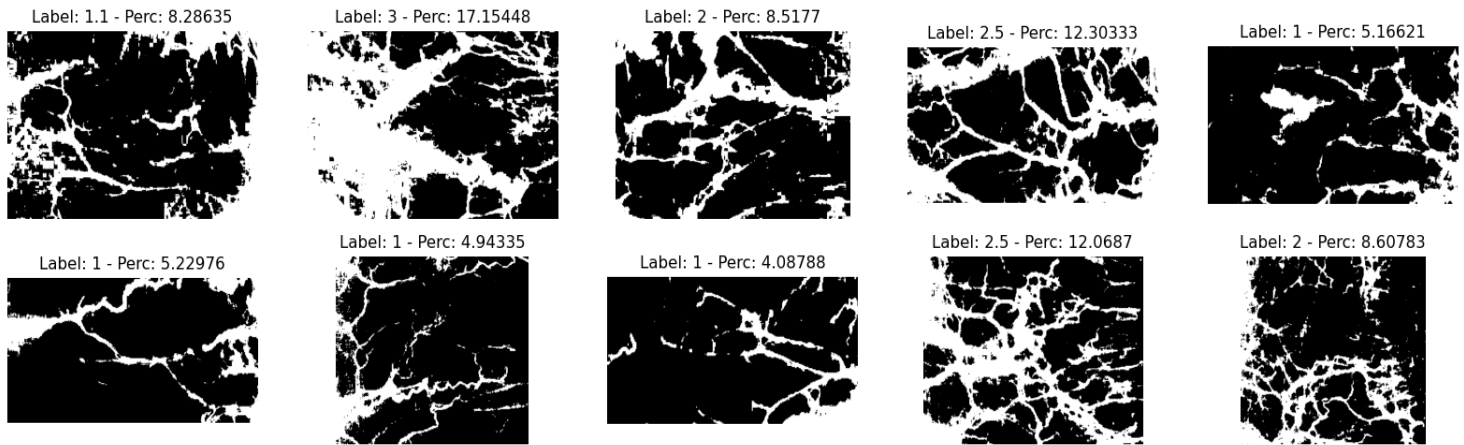 Label: 1.1 - Perc: 8.28635
Label: 3 - Perc: 17.15448
Label: 2 - Perc: 8.5177
Label: 2.5 - Perc: 12.30333
Label: 1 - Perc: 5.16621
Label: 1 - Perc: 5.22976
Label: 1 - Perc: 4.94335
Label: 1 - Perc: 4.08788
Label: 2.5 - Perc: 12.0687
Label: 2 - Perc: 8.60783